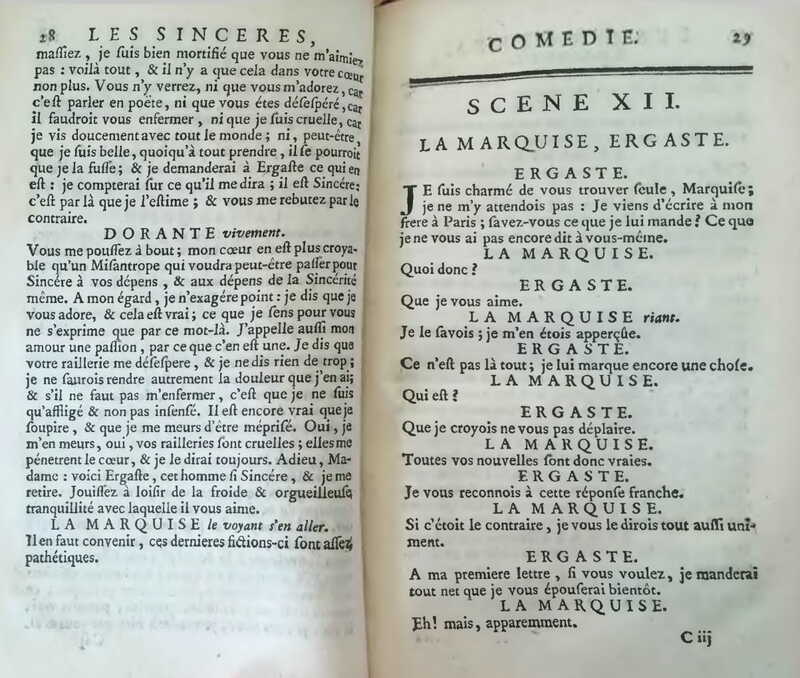 28 LES SINCERES,
maſſiez, je ſuis bien mortifié que vous ne m'aimiez
pas : voilà tout, & il n'y a que cela dans votre cœur
non plus. Vous n'y verrez, ni que vous m'adorez, car
c'eſt parler en poëte, ni que vous étes déſeſpéré, car
il faudroit vous enfermer, ni que je ſuis cruelle, car
je vis doucement avec tout le monde ; ni, peut-être,
que je ſuis belle, quoiqu'à tout prendre, il ſe pourroit
que je la fuſſe; & je demanderai à Ergaſte ce qui en
eſt : je compterai ſur ce qu'il me dira ; il eſt Sincére;
c'eſt par là que je l'eſtime ; & vous me rebutez par le
contraire.
DORANTE vivement.
Vous me pouſſez à bout; mon cœur en eſt plus croya-
ble qu'un Miſantrope qui voudra peut-étre paſſer pour
Sincére à vos dépens, & aux dépens de la Sincérité
même. A mon égard, je n'exagére point : je dis que je
vous adore, & cela eſt vrai; ce que je ſens pour vous
ne s'exprime que par ce mot-là. J'appelle auſſi mon
amour une paſſion, par ce que c'en eſt une. Je dis que
votre raillerie me déſeſpere, & je ne dis rien de trop;
je ne ſaurois rendre autrement la douleur que j'en ai;
& s'il ne faut pas m'enfermer, c'eſt que je ne ſuis
qu'affligé & non pas inſenſé. Il eſt encore vrai que je
ſoupire, & que je me meurs d'être mépriſé. Oui, je
m'en meurs, oui, vos railleries ſont cruelles ; elles me
pénetrent le cœur, & je le dirai toujours. Adieu, Ma-
dame : voici Ergaſte, cet homme ſi Sincére, & je me
retire. Jouiſſez à loiſir de la froide & orgueilleuſe
tranquillité avec laquelle il vous aime.
LA MARQUISE le voyant s'en aller.
Il en faut convenir, ces dernieres fictions-ci ſont aſſez
pathétiques.
COMEDIE. 29
SCENE XII.
LA MARQUISE, ERGASTE.
ERGASTE.
JE ſuis charmé de vous trouver ſeule, Marquiſe;
je ne m'y attendois pas : Je viens d'écrire à mon
frere à Paris ; ſavez-vous ce que je lui mande ? Ce que
je ne vous ai pas encore dit à vous-même.
LA MARQUISE.
Quoi donc ?
ERGASTE.
Que je vous aime.
LA MARQUISE riant.
Je le ſavois ; je m'en étois apperçûe.
ERGASTE.
Ce n'eſt pas là tout; je lui marque encore une choſe.
LA MARQUISE.
Qui eſt ?
ERGASTE.
Que je croyois ne vous pas déplaire.
LA MARQUISE.
Toutes vos nouvelles ſont donc vraies.
ERGASTE.
Je vous reconnois à cette réponſe franche.
LA MARQUISE.
Si c'étoit le contraire, je vous le dirois tout auſſi uni-
ment.
ERGASTE.
A ma premiere lettre, ſi vous voulez, je manderai
tout net que je vous épouſerai bientôt.
LA MARQUISE.
Eh! mais, apparemment.
C iij